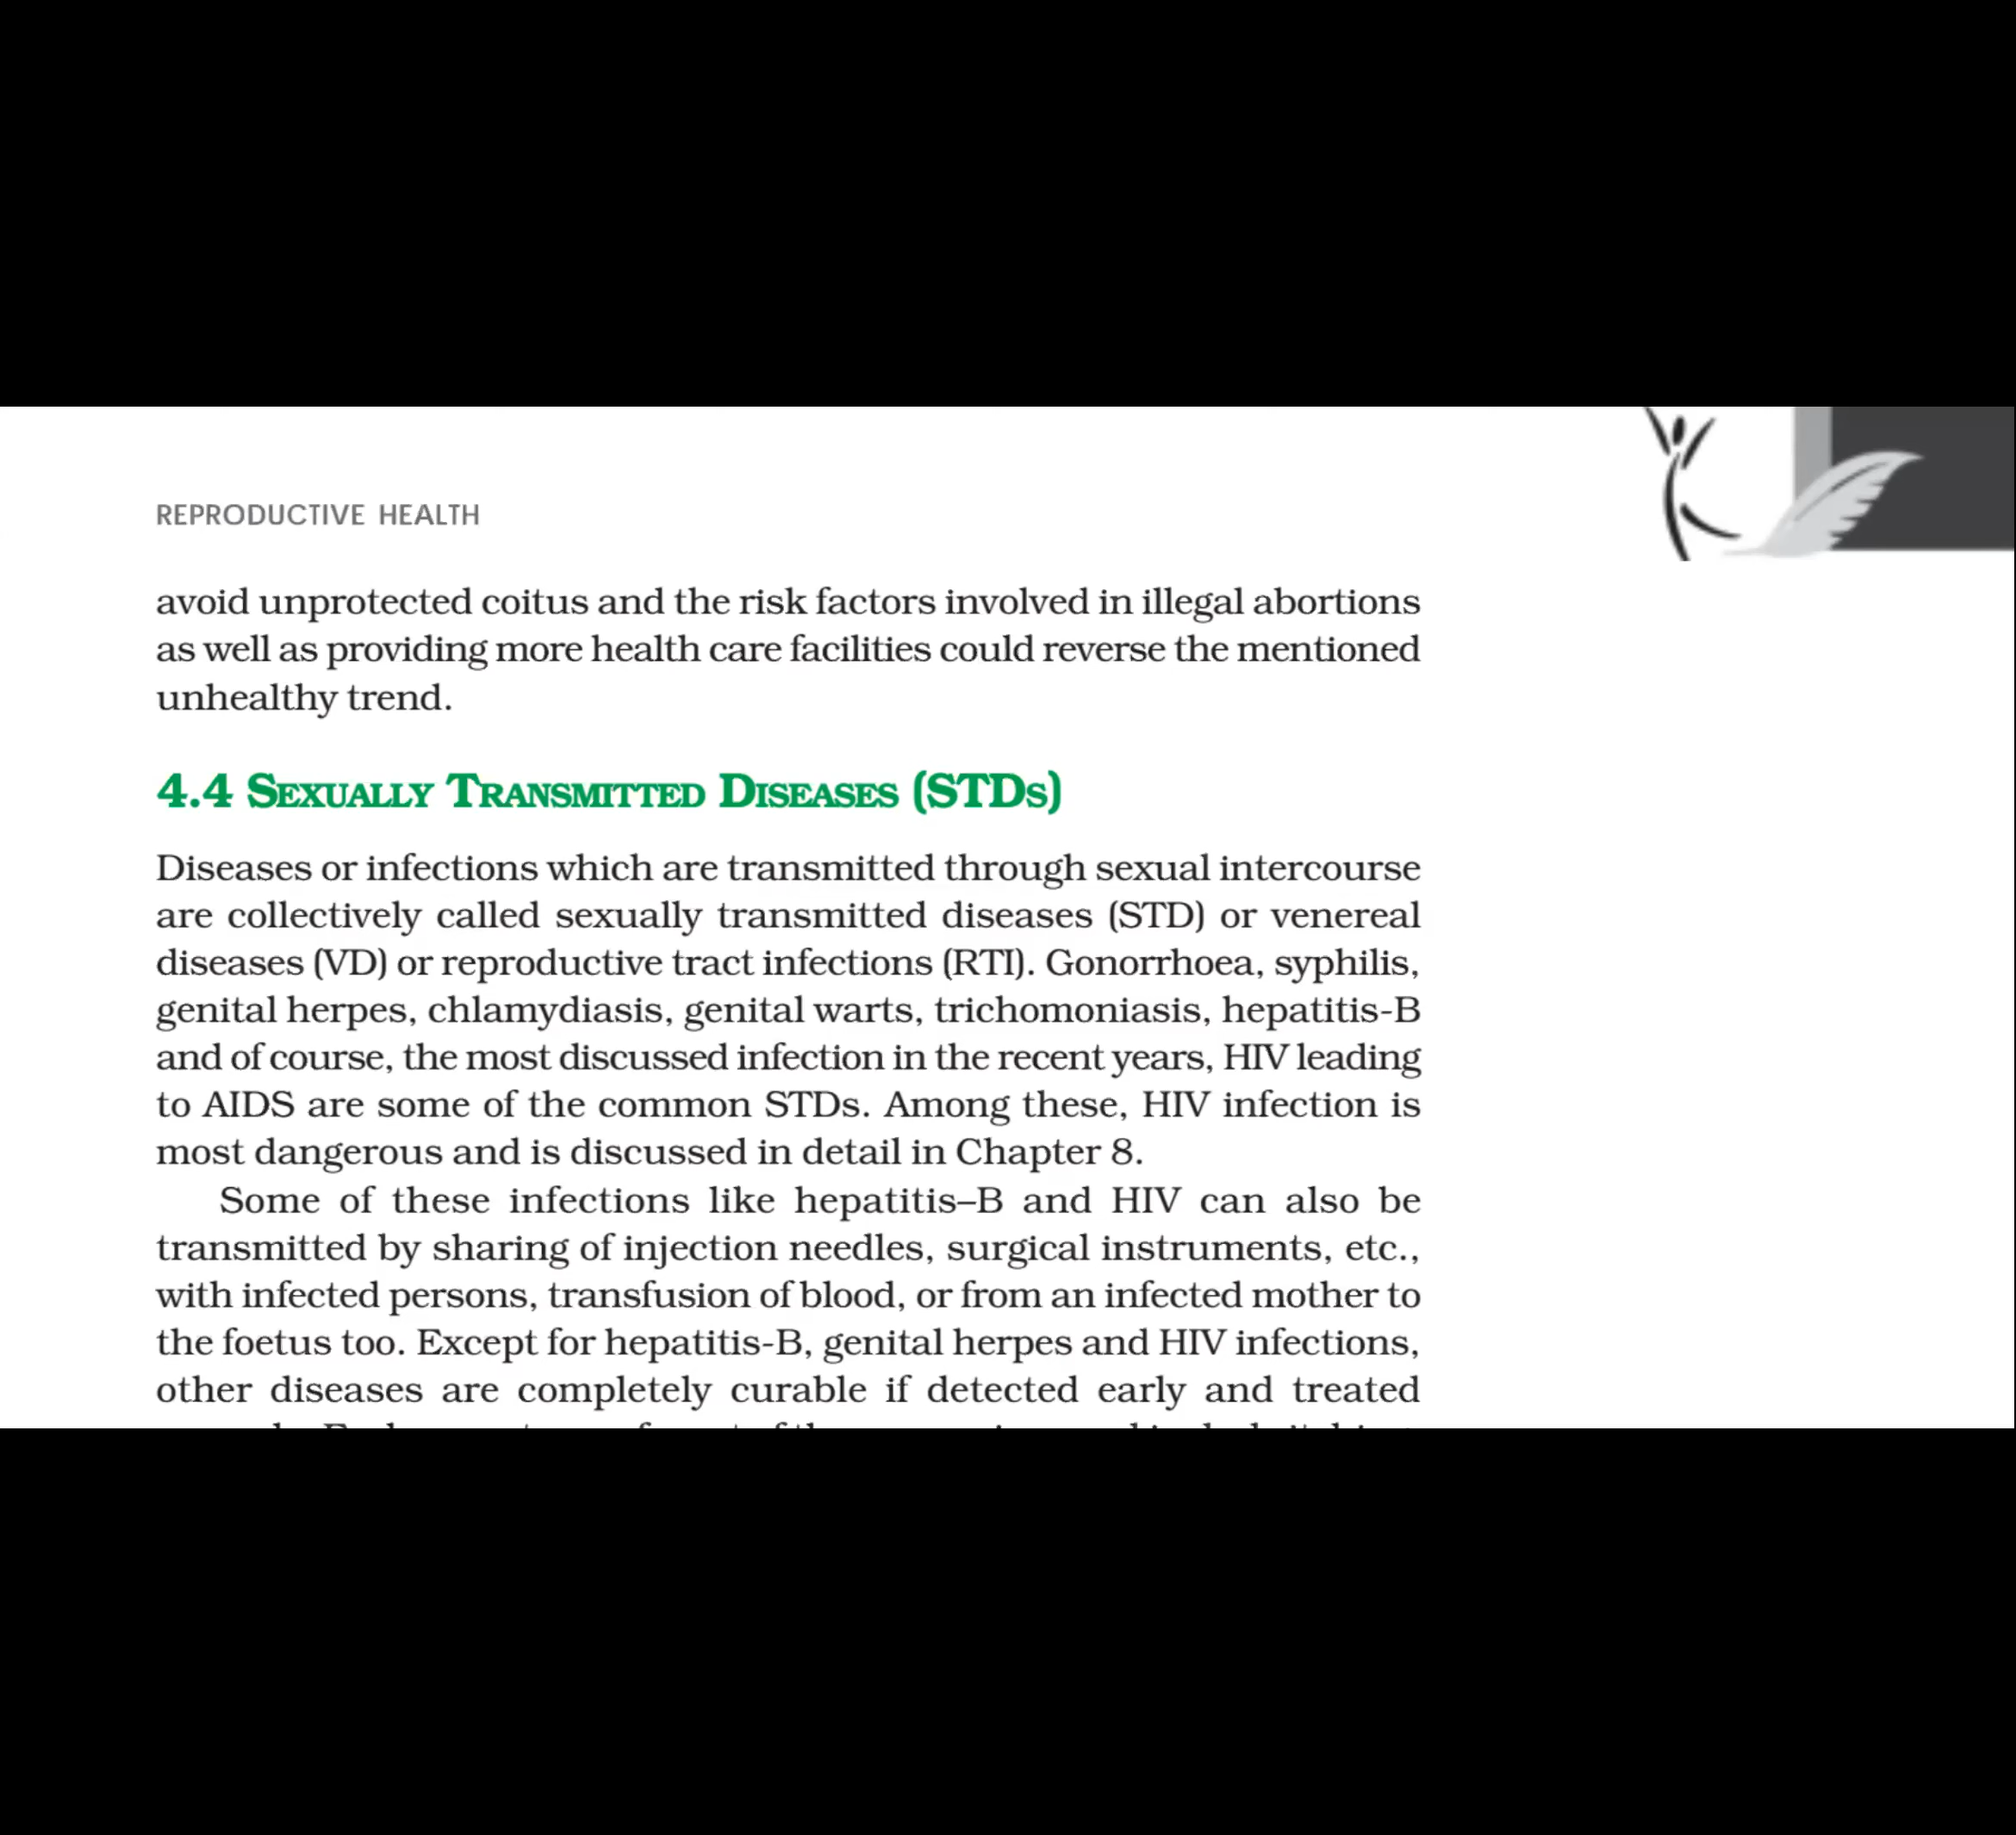 REPRODUCTIVE HEALTH
avoid unprotected coitus and the risk factors involved in illegal abortions
as well as providing more health care facilities could reverse the mentioned
unhealthy trend.
4.4 SEXUALLY TRANSMITTED DISEASES (STDs)
Diseases or infections which are transmitted through sexual intercourse
are collectively called sexually transmitted diseases (STD) or venereal
diseases (VD) or reproductive tract infections (RTI). Gonorrhoea, syphilis,
genital herpes, chlamydiasis, genital warts, trichomoniasis, hepatitis-B
and of course, the most discussed infection in the recent years, HIV leading
to AIDS are some of the common STDs. Among these, HIV infection is
most dangerous and is discussed in detail in Chapter 8.
Some of these infections like hepatitis–B and HIV can also be
transmitted by sharing of injection needles, surgical instruments, etc.,
with infected persons, transfusion of blood, or from an infected mother to
the foetus too. Except for hepatitis-B, genital herpes and HIV infections,
other diseases are completely curable if detected early and treated